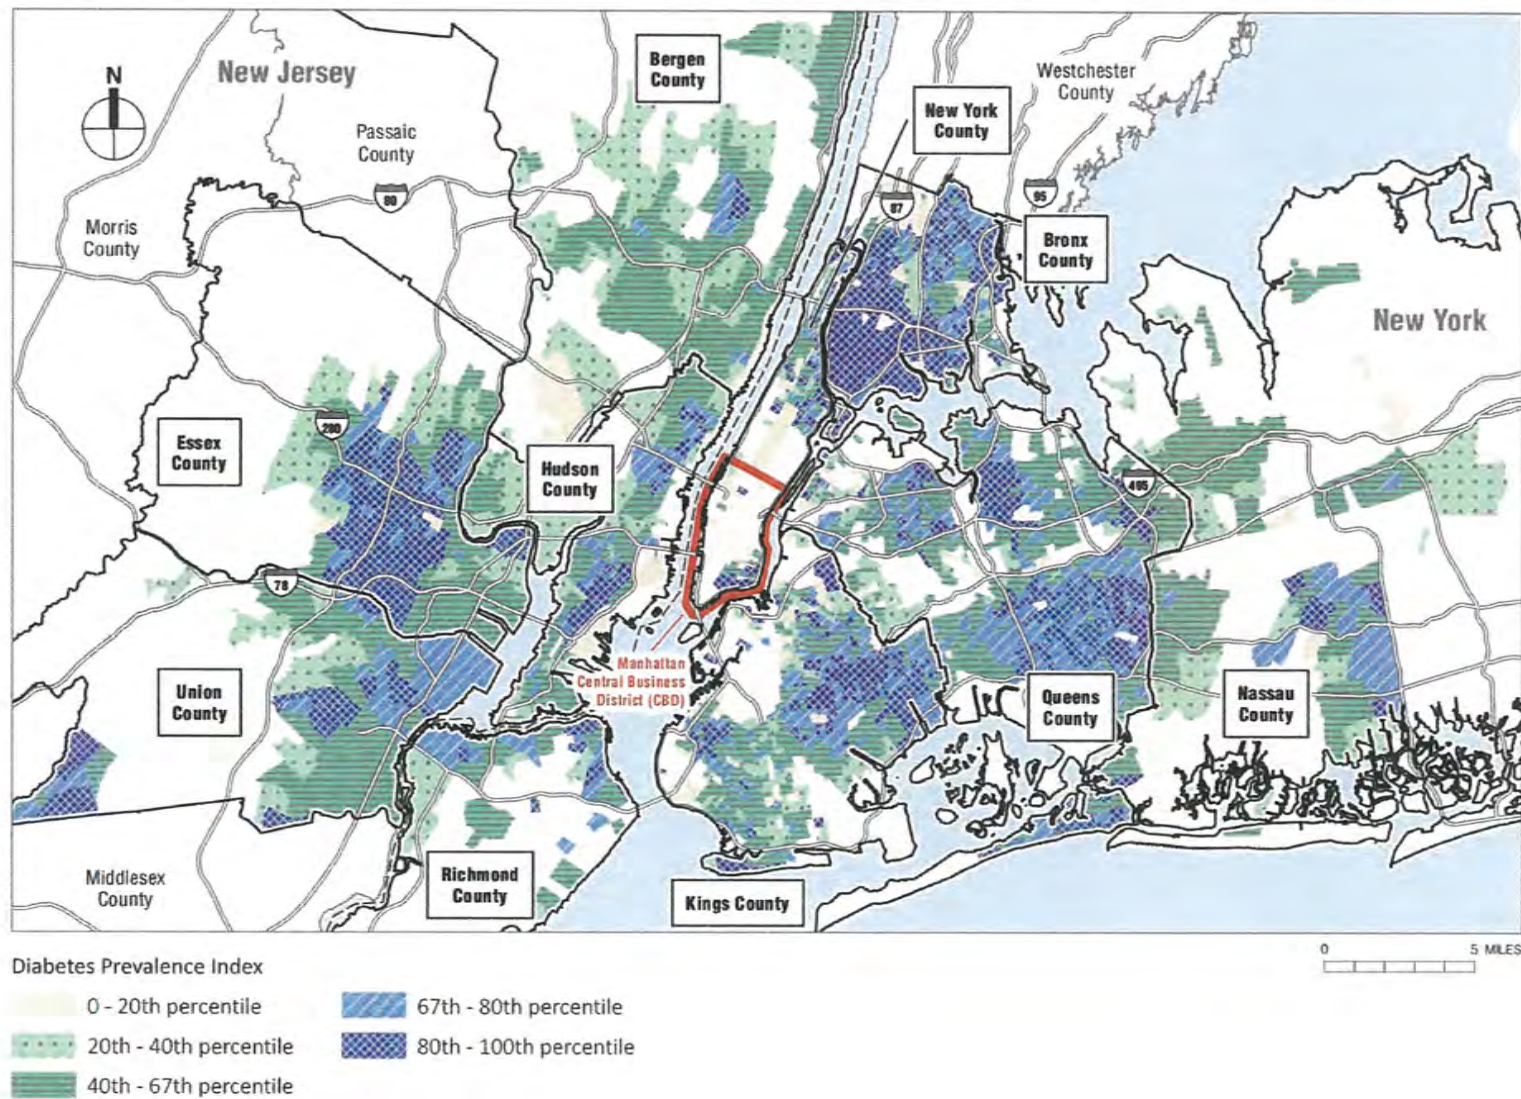 New Jersey
N
Passaic
County
80
Morris
County
Bergen
County
Westchester
County
New York
County
87
95
Bronx
County
New York
Essex
County
280
Hudson
County
495
78
Union
County
Manhattan
Central Business
District (CBD)
Queens
County
Nassau
County
Middlesex
County
Richmond
County
Kings County
0 5 MILES
Diabetes Prevalence Index
0 - 20th percentile
20th - 40th percentile
40th - 67th percentile
67th - 80th percentile
80th - 100th percentile